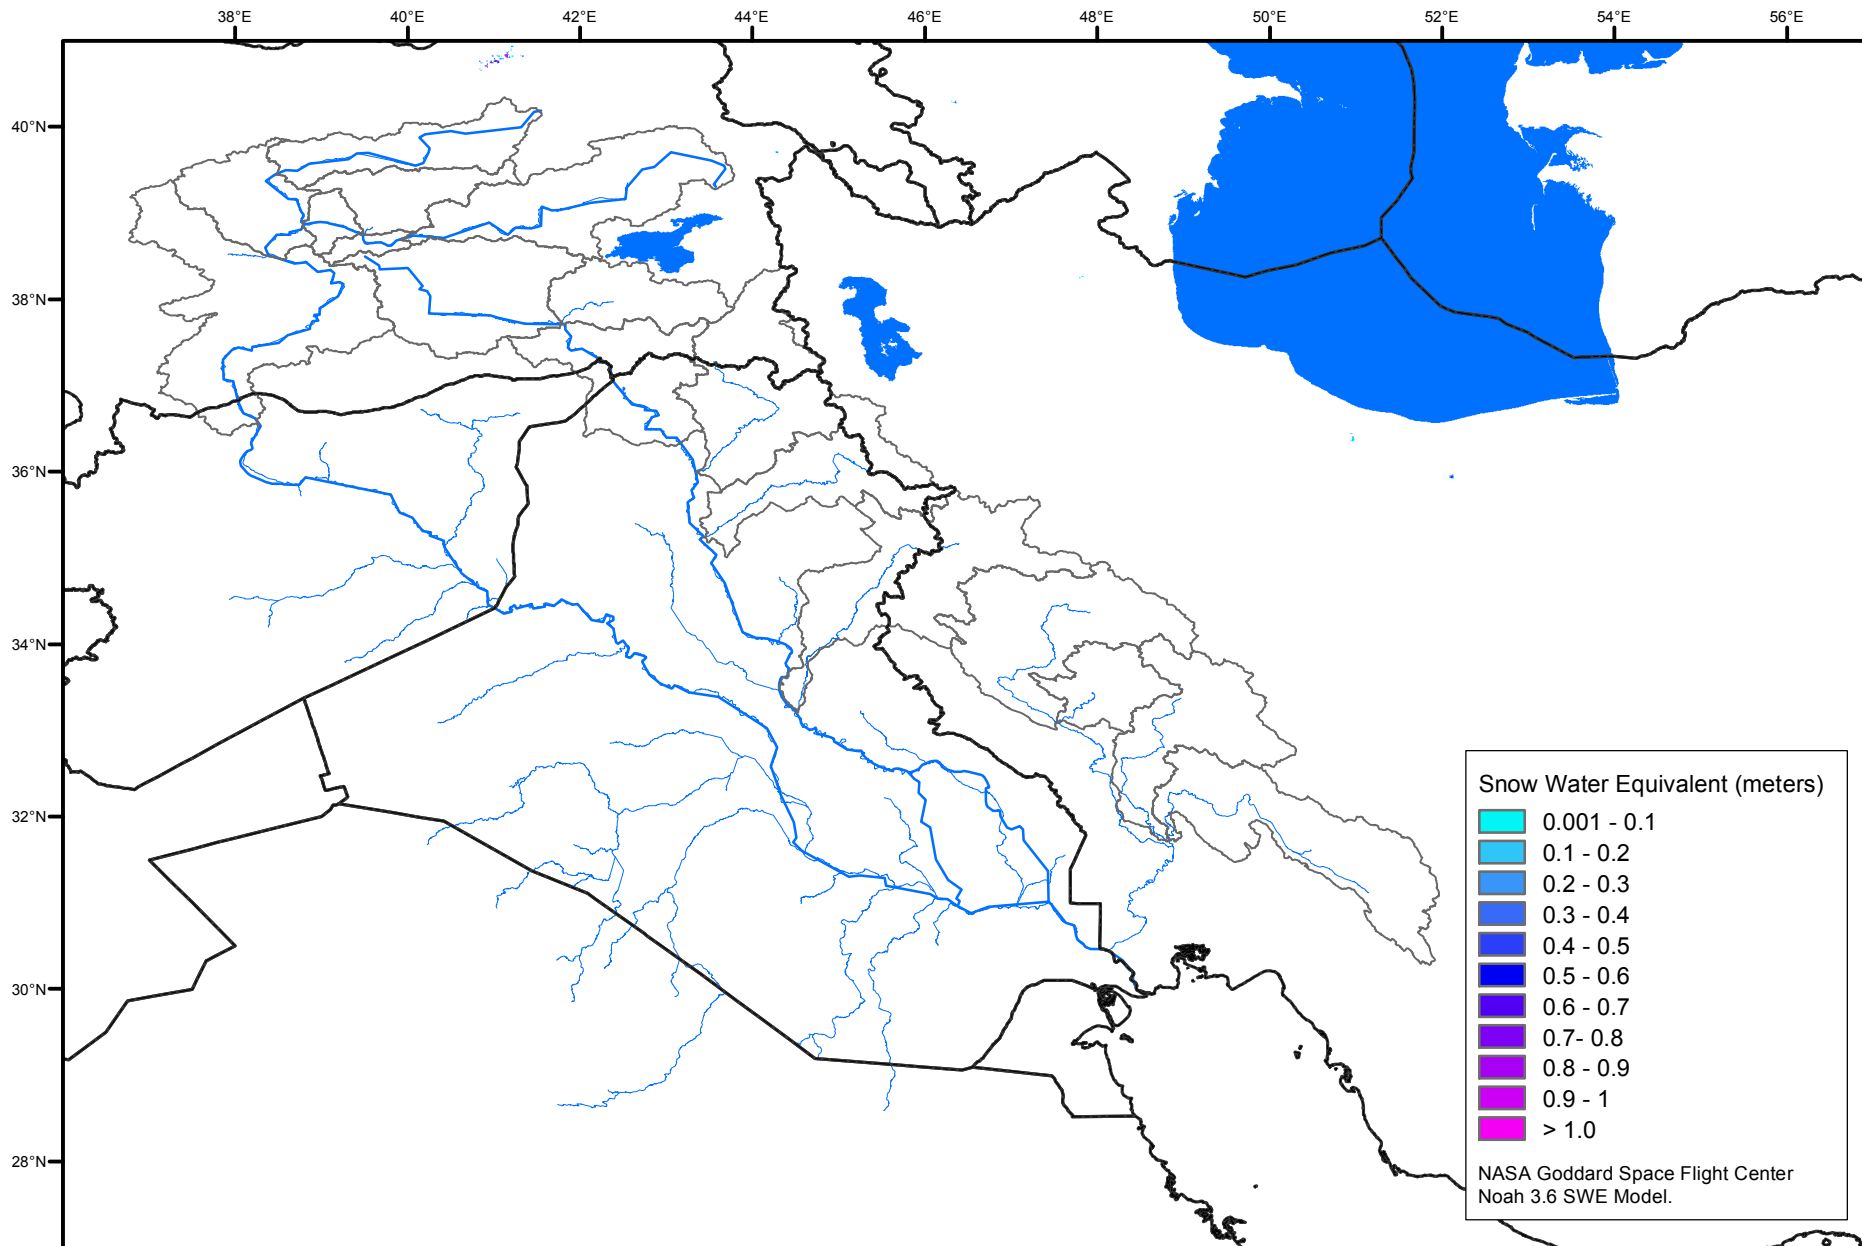 38°E 40°E 42°E 44°E 46°E 48°E 50°E 52°E 54°E 56°E
40°N
38°N
36°N
34°N
32°N
30°N
28°N
Snow Water Equivalent (meters)
0.001 - 0.1
0.1 - 0.2
0.2 - 0.3
0.3 - 0.4
0.4 - 0.5
0.5 - 0.6
0.6 - 0.7
0.7- 0.8
0.8 - 0.9
0.9 - 1
> 1.0
NASA Goddard Space Flight Center
Noah 3.6 SWE Model.